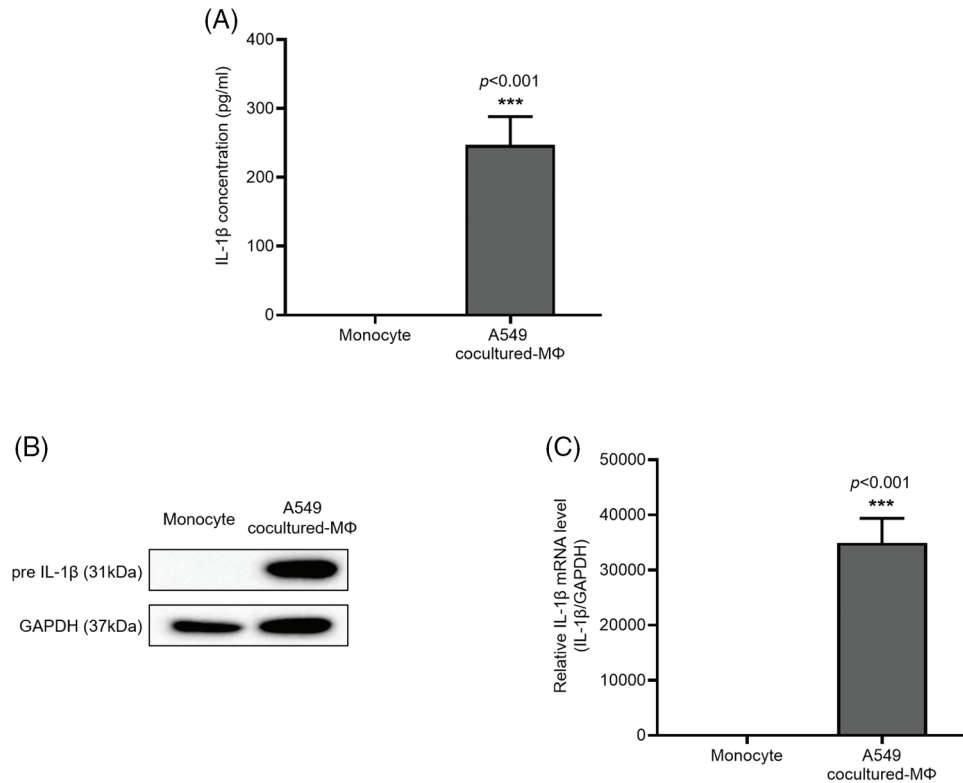 (A)
IL-1β concentration (pg/ml)
400
300
200
100
0
p<0.001
***
Monocyte
A549
cocultured-MΦ
(B)
Monocyte
A549
cocultured-MΦ
pre IL-1β (31kDa)
GAPDH (37kDa)
(C)
Relative IL-1β mRNA level
(IL-1β/GAPDH)
50000
40000
30000
20000
10000
0
p<0.001
***
Monocyte
A549
cocultured-MΦ